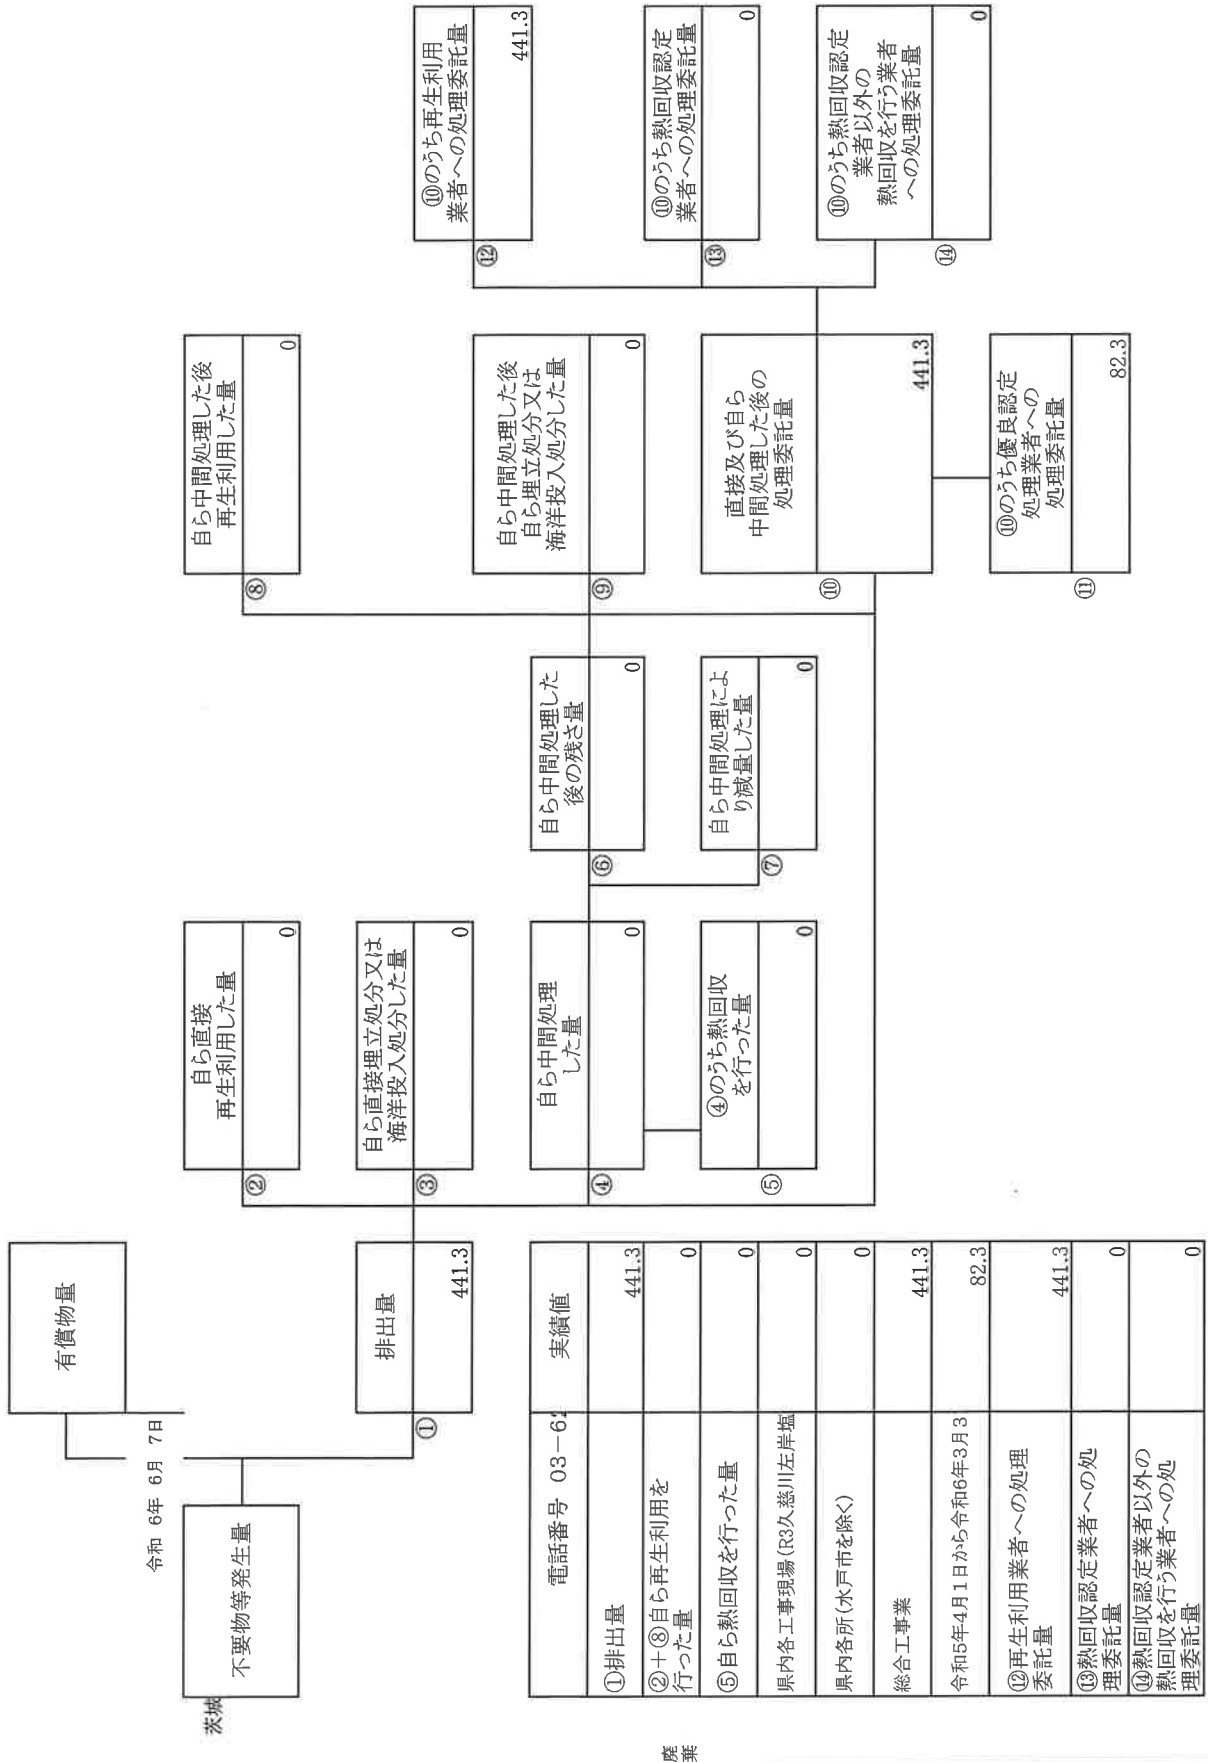 有償物量
令和 6年 6月 7日
不要物等発生量
茨城
①
排出量
441.3
②
自ら直接
再生利用した量
0
③
自ら直接埋立処分又は
海洋投入処分した量
0
④
自ら中間処理
した量
0
⑤
④のうち熱回収
を行った量
0
⑥
自ら中間処理した
後の残さ量
0
⑦
自ら中間処理によ
り減量した量
0
⑧
自ら中間処理した後
再生利用した量
0
⑨
自ら中間処理した後
自ら埋立処分又は
海洋投入処分した量
0
⑩
直接及び自ら
中間処理した後の
処理委託量
441.3
⑪
⑩のうち優良認定
処理業者への
処理委託量
82.3
⑫
⑩のうち再生利用
業者への処理委託量
441.3
⑬
⑩のうち熱回収認定
業者への処理委託量
0
⑭
⑩のうち熱回収認定
業者以外の
熱回収を行う業者
への処理委託量
0
電話番号 03-62
実績値
①排出量
441.3
②+⑧自ら再生利用を
行った量
0
⑤自ら熱回収を行った量
0
県内各工事現場(R3久慈川左岸塩
0
県内各所(水戸市を除く)
0
総合工事業
441.3
令和5年4月1日から令和6年3月3
82.3
⑫再生利用業者への処理
委託量
441.3
⑬熱回収認定業者への処
理委託量
0
⑭熱回収認定業者以外の
熱回収を行う業者への処
理委託量
0
廃
棄